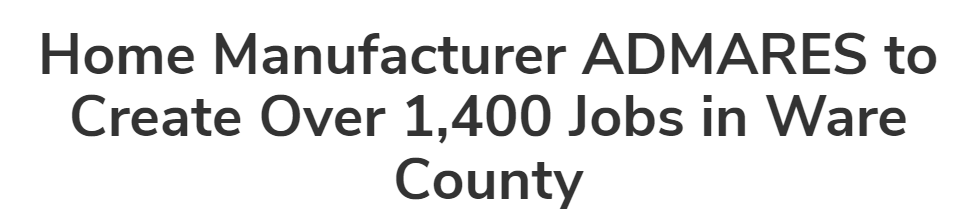 Home Manufacturer ADMARES to
Create Over 1,400 Jobs in Ware
County